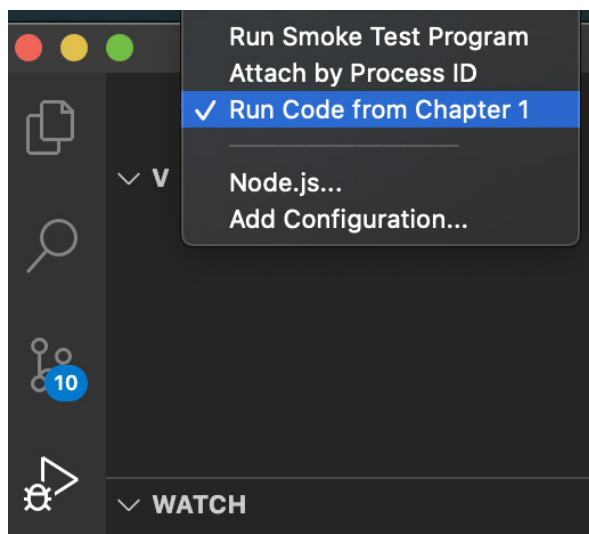 Run Smoke Test Program
Attach by Process ID
✓ Run Code from Chapter 1
Node.js...
Add Configuration...
V
10
WATCH